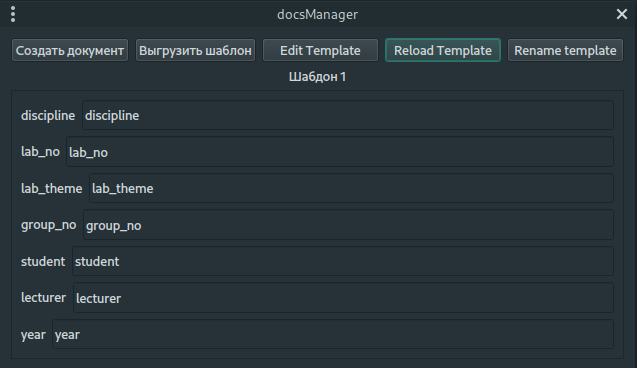 docsManager
Создать документ Выгрузить шаблон Edit Template Reload Template Rename template
Шабдон 1
discipline discipline
lab_no lab_no
lab_theme lab_theme
group_no group_no
student student
lecturer lecturer
year year